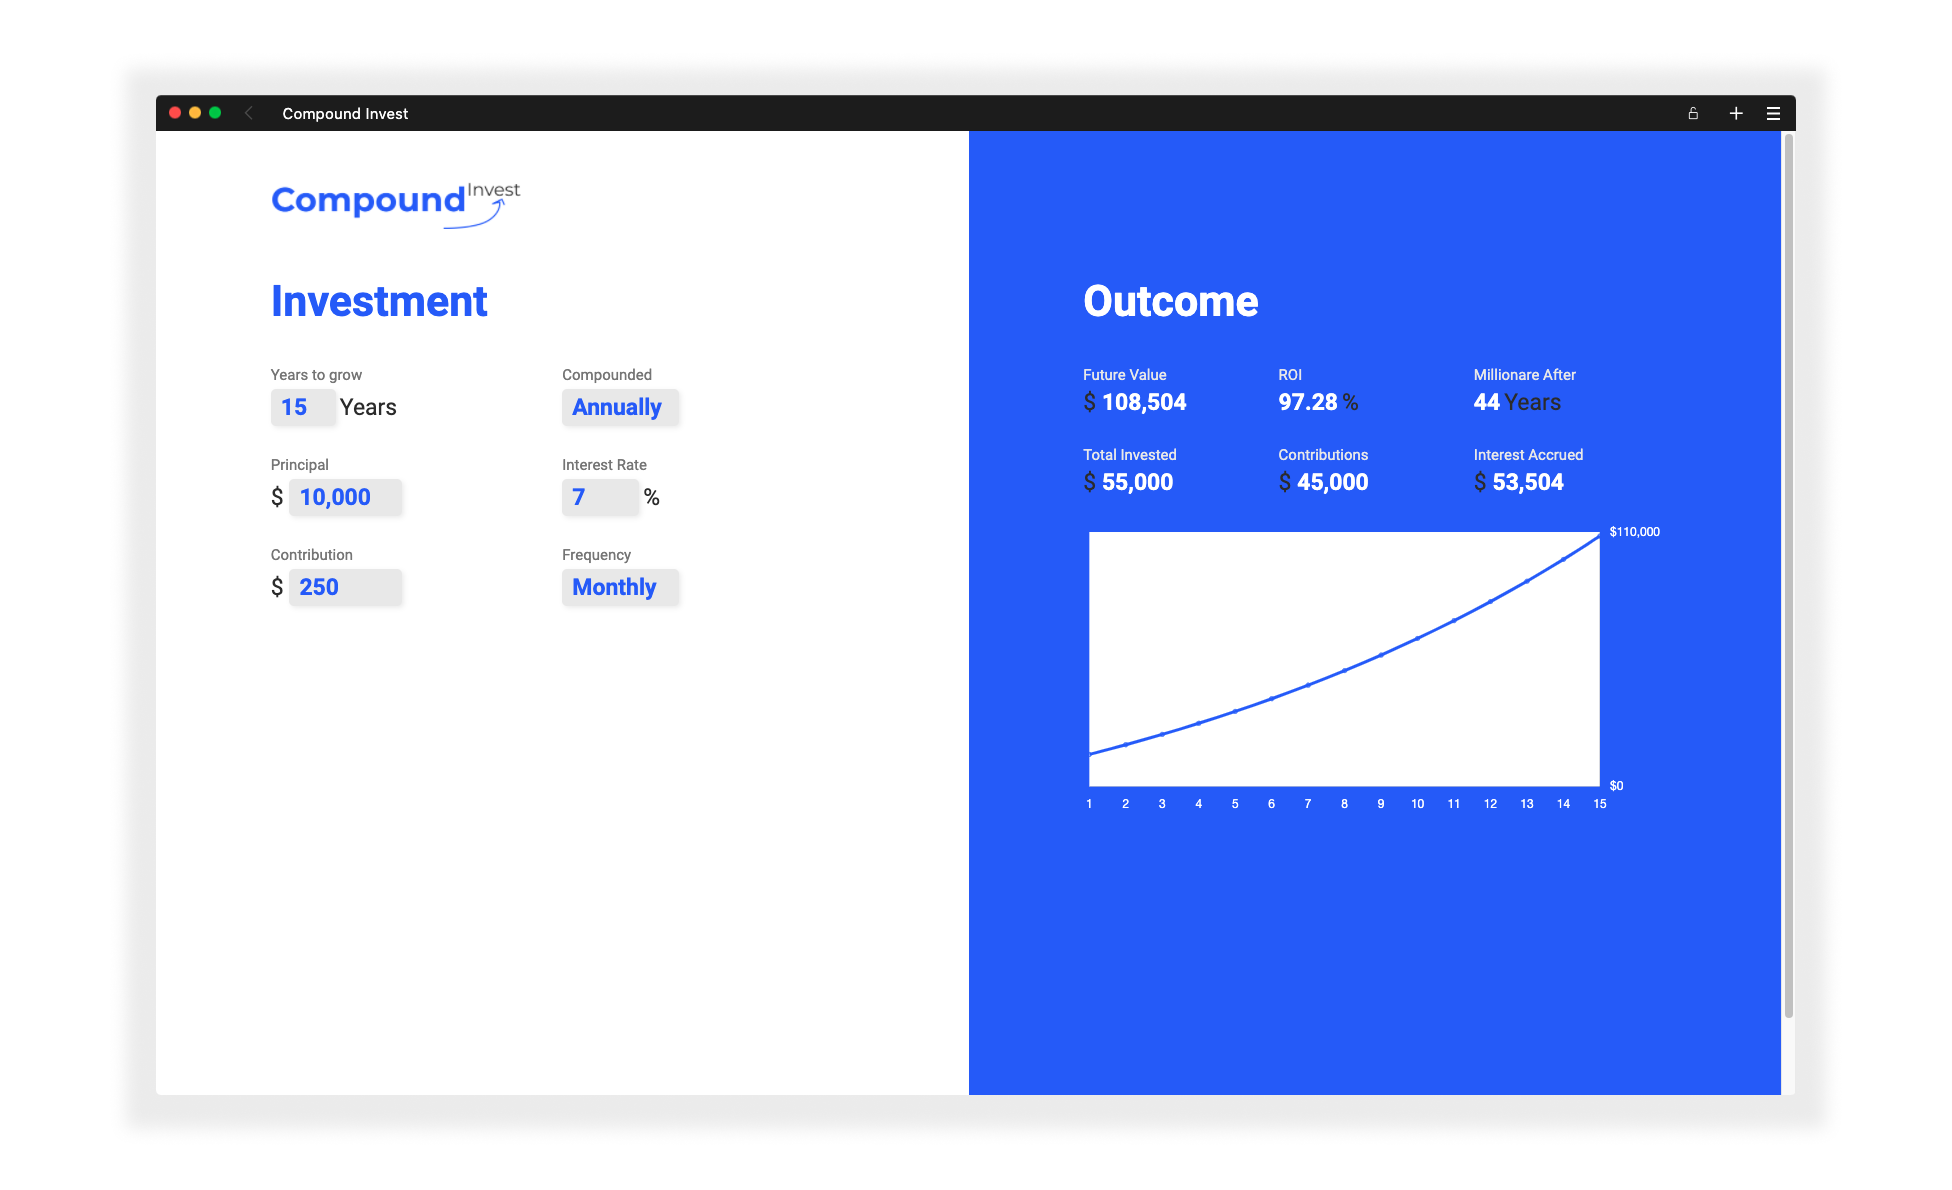 Compound Invest
Compound Invest
Investment
Years to grow
15 Years
Compounded
Annually
Principal
$ 10,000
Interest Rate
7 %
Contribution
$ 250
Frequency
Monthly
Outcome
Future Value
$ 108,504
ROI
97.28 %
Millionare After
44 Years
Total Invested
$ 55,000
Contributions
$ 45,000
Interest Accrued
$ 53,504
$110,000
$0
1 2 3 4 5 6 7 8 9 10 11 12 13 14 15